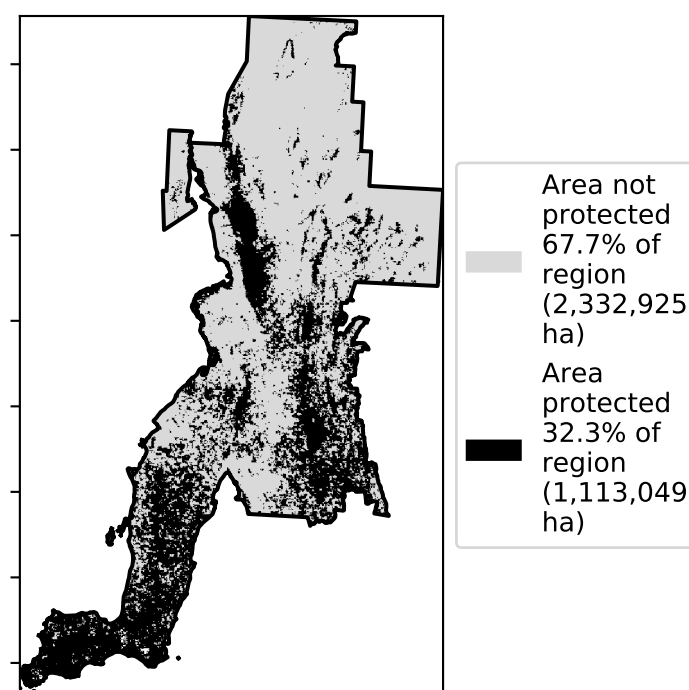 Area not
protected
67.7% of
region
(2,332,925
ha)
Area
protected
32.3% of
region
(1,113,049
ha)